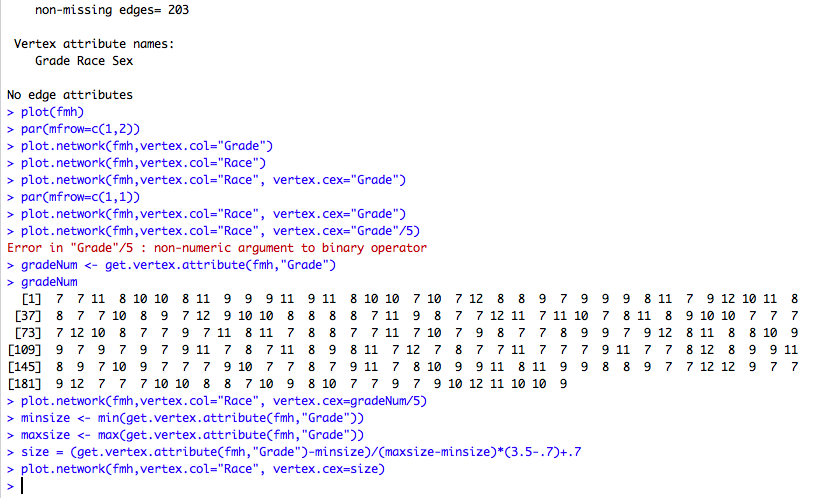 non-missing edges= 203
Vertex attribute names:
Grade Race Sex
No edge attributes
> plot(fmh)
> par(mfrow=c(1,2))
> plot.network(fmh,vertex.col="Grade")
> plot.network(fmh,vertex.col="Race")
> plot.network(fmh,vertex.col="Race", vertex.cex="Grade")
> par(mfrow=c(1,1))
> plot.network(fmh,vertex.col="Race", vertex.cex="Grade")
> plot.network(fmh,vertex.col="Race", vertex.cex="Grade"/5)
Error in "Grade"/5 : non-numeric argument to binary operator
> gradeNum <- get.vertex.attribute(fmh,"Grade")
> gradeNum
[1] 7 7 11 8 10 10 8 11 9 9 9 11 9 11 8 10 10 7 10 7 12 8 8 9 7 9 9 9 8 11 7 9 12 10 11 8
[37] 8 7 7 10 8 9 7 12 9 10 10 8 8 8 8 7 11 9 8 7 7 12 11 7 11 10 7 8 11 8 9 10 10 7 7 7
[73] 7 12 10 8 7 7 9 7 11 8 11 7 8 8 7 7 11 7 10 7 9 8 7 7 8 9 9 7 9 12 8 11 8 8 10 9
[109] 9 7 9 7 9 7 9 11 7 8 7 11 8 9 8 11 7 12 7 8 7 7 11 7 7 7 9 11 7 7 8 12 8 9 9 11
[145] 8 9 7 10 9 7 7 7 9 10 7 7 8 7 9 11 7 8 10 9 9 11 8 11 9 9 8 8 9 7 7 12 12 9 7 7
[181] 9 12 7 7 7 10 10 8 8 7 10 9 8 10 7 7 9 7 9 10 12 11 10 10 9
> plot.network(fmh,vertex.col="Race", vertex.cex=gradeNum/5)
> minsize <- min(get.vertex.attribute(fmh,"Grade"))
> maxsize <- max(get.vertex.attribute(fmh,"Grade"))
> size = (get.vertex.attribute(fmh,"Grade")-minsize)/(maxsize-minsize)*(3.5-.7)+.7
> plot.network(fmh,vertex.col="Race", vertex.cex=size)
>